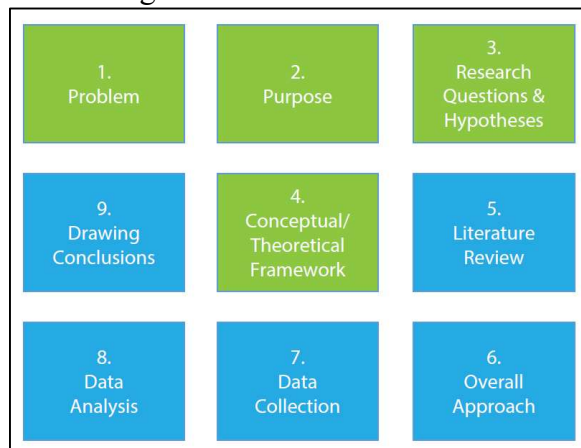 1.
Problem
2.
Purpose
3.
Research
Questions &
Hypotheses
9.
Drawing
Conclusions
4.
Conceptual/
Theoretical
Framework
5.
Literature
Review
8.
Data
Analysis
7.
Data
Collection
6.
Overall
Approach